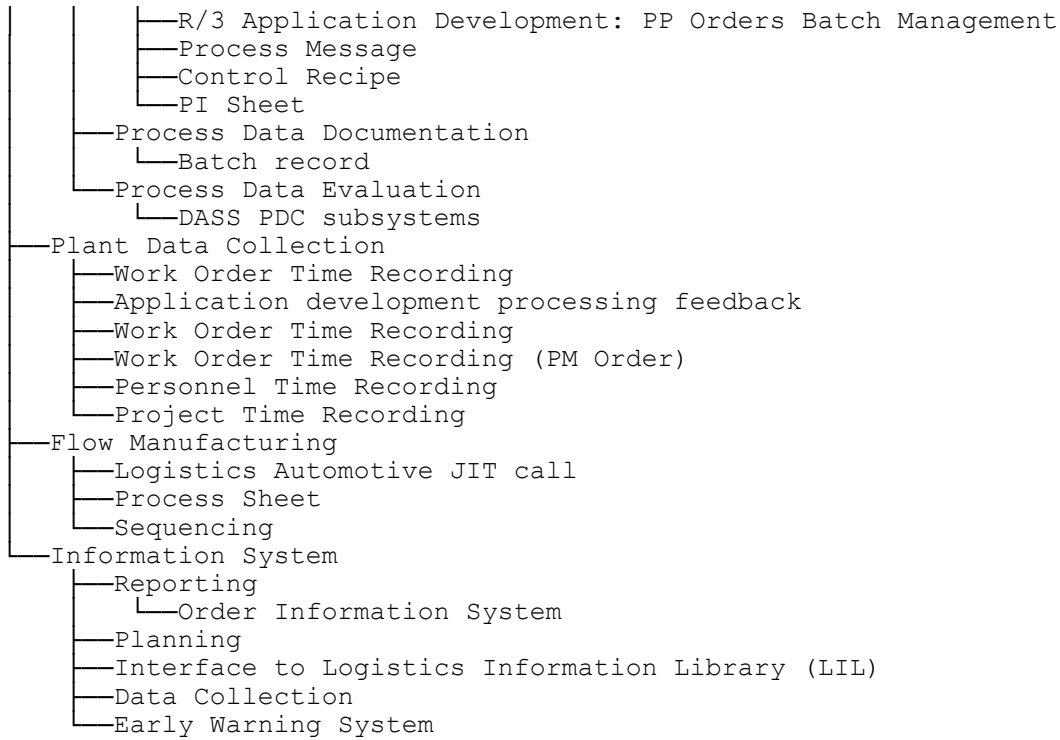 R/3 Application Development: PP Orders Batch Management
Process Message
Control Recipe
PI Sheet
Process Data Documentation
Batch record
Process Data Evaluation
DASS PDC subsystems
Plant Data Collection
Work Order Time Recording
Application development processing feedback
Work Order Time Recording
Work Order Time Recording (PM Order)
Personnel Time Recording
Project Time Recording
Flow Manufacturing
Logistics Automotive JIT call
Process Sheet
Sequencing
Information System
Reporting
Order Information System
Planning
Interface to Logistics Information Library (LIL)
Data Collection
Early Warning System